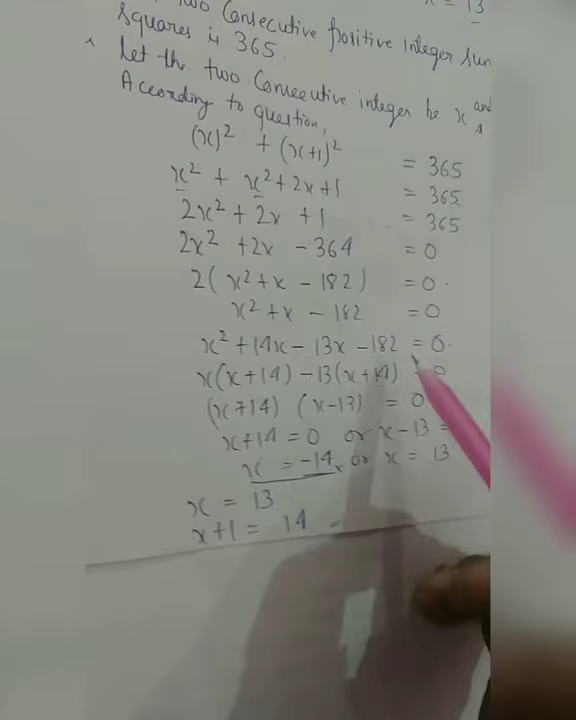 x = 13
Two Consecutive positive integer sum
squares is 365.
Let the two Consecutive integer be x and
According to question,
(x)² + (x+1)² = 365
x² + x² + 2x + 1 = 365
2x² + 2x + 1 = 365
2x² + 2x - 364 = 0
2(x² + x - 182) = 0.
x² + x - 182 = 0
x² + 14x - 13x - 182 = 0.
x(x + 14) - 13(x + 14) = 0
(x + 14) (x - 13) = 0
x + 14 = 0 or x - 13 =
x = -14, or x = 13
x = 13
x + 1 = 14